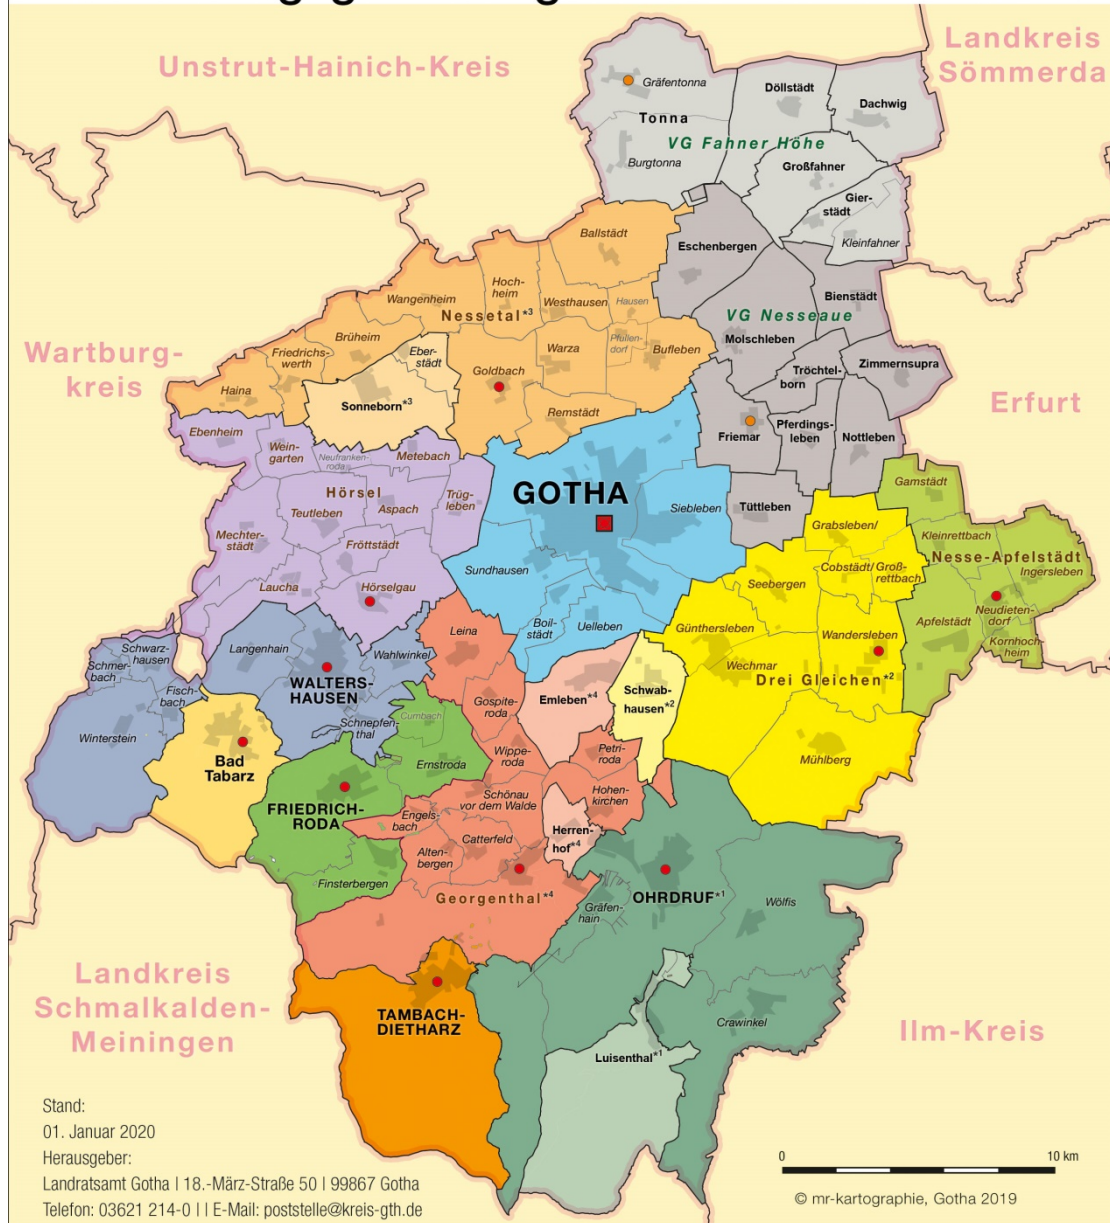 Unstrut-Hainich-Kreis
Landkreis
Sömmerda
Gräfentonna
Tonna
Burgtonna
Döllstädt
Dachwig
VG Fahner Höhe
Großfahner
Gier-
städt
Kleinfahner
Ballstädt
Eschenbergen
Hoch-
heim
Wangenheim
Westhausen
Hausen
Nessetal*³
Bienstädt
VG Nesseaue
Molschleben
Brüheim
Friedrichs-
werth
Eber-
städt
Warza
Pfullen-
dorf
Bufleben
Wartburg-
kreis
Haina
Goldbach
Sonneborn*³
Remstädt
Tröchtel-
born
Zimmernsupra
Erfurt
Friemar
Pferdings-
leben
Nottleben
Ebenheim
Wein-
garten
Neufranken-
roda
Metebach
Hörsel
Teutleben
Aspach
Trüg-
leben
GOTHA
Siebleben
Tüttleben
Gamstädt
Mechter-
städt
Fröttstädt
Laucha
Hörselgau
Sundhausen
Boil-
städt
Uelleben
Grabsleben/
Cobstädt/Groß-
rettbach
Seebergen
Kleinrettbach
Nesse-Apfelstädt
Ingersleben
Neudieten-
dorf
Apfelstädt
Kornhoch-
heim
Günthersleben
Wandersleben
Wechmar
Drei Gleichen*²
Mühlberg
Schwarz-
hausen
Schmer-
bach
Fisch-
bach
Winterstein
Langenhain
Wahlwinkel
WALTERS-
HAUSEN
Schnepfen-
thal
Leina
Gospite-
roda
Emleben*⁴
Schwab-
hausen*²
Bad
Tabarz
Cumbach
Ernstroda
Wippe-
roda
Petri-
roda
FRIEDRICH-
RODA
Schönau
vor dem Walde
Hohen-
kirchen
Engels-
bach
Catterfeld
Alten-
bergen
Herren-
hof*⁴
Finsterbergen
Georgenthal*⁴
Gräfen-
hain
OHRDRUF*¹
Wölfis
Landkreis
Schmalkalden-
Meiningen
TAMBACH-
DIETHARZ
Crawinkel
Luisenthal*¹
Ilm-Kreis
Stand:
01. Januar 2020
Herausgeber:
Landratsamt Gotha | 18.-März-Straße 50 | 99867 Gotha
Telefon: 03621 214-0 | | E-Mail: poststelle@kreis-gth.de
0 10 km
© mr-kartographie, Gotha 2019